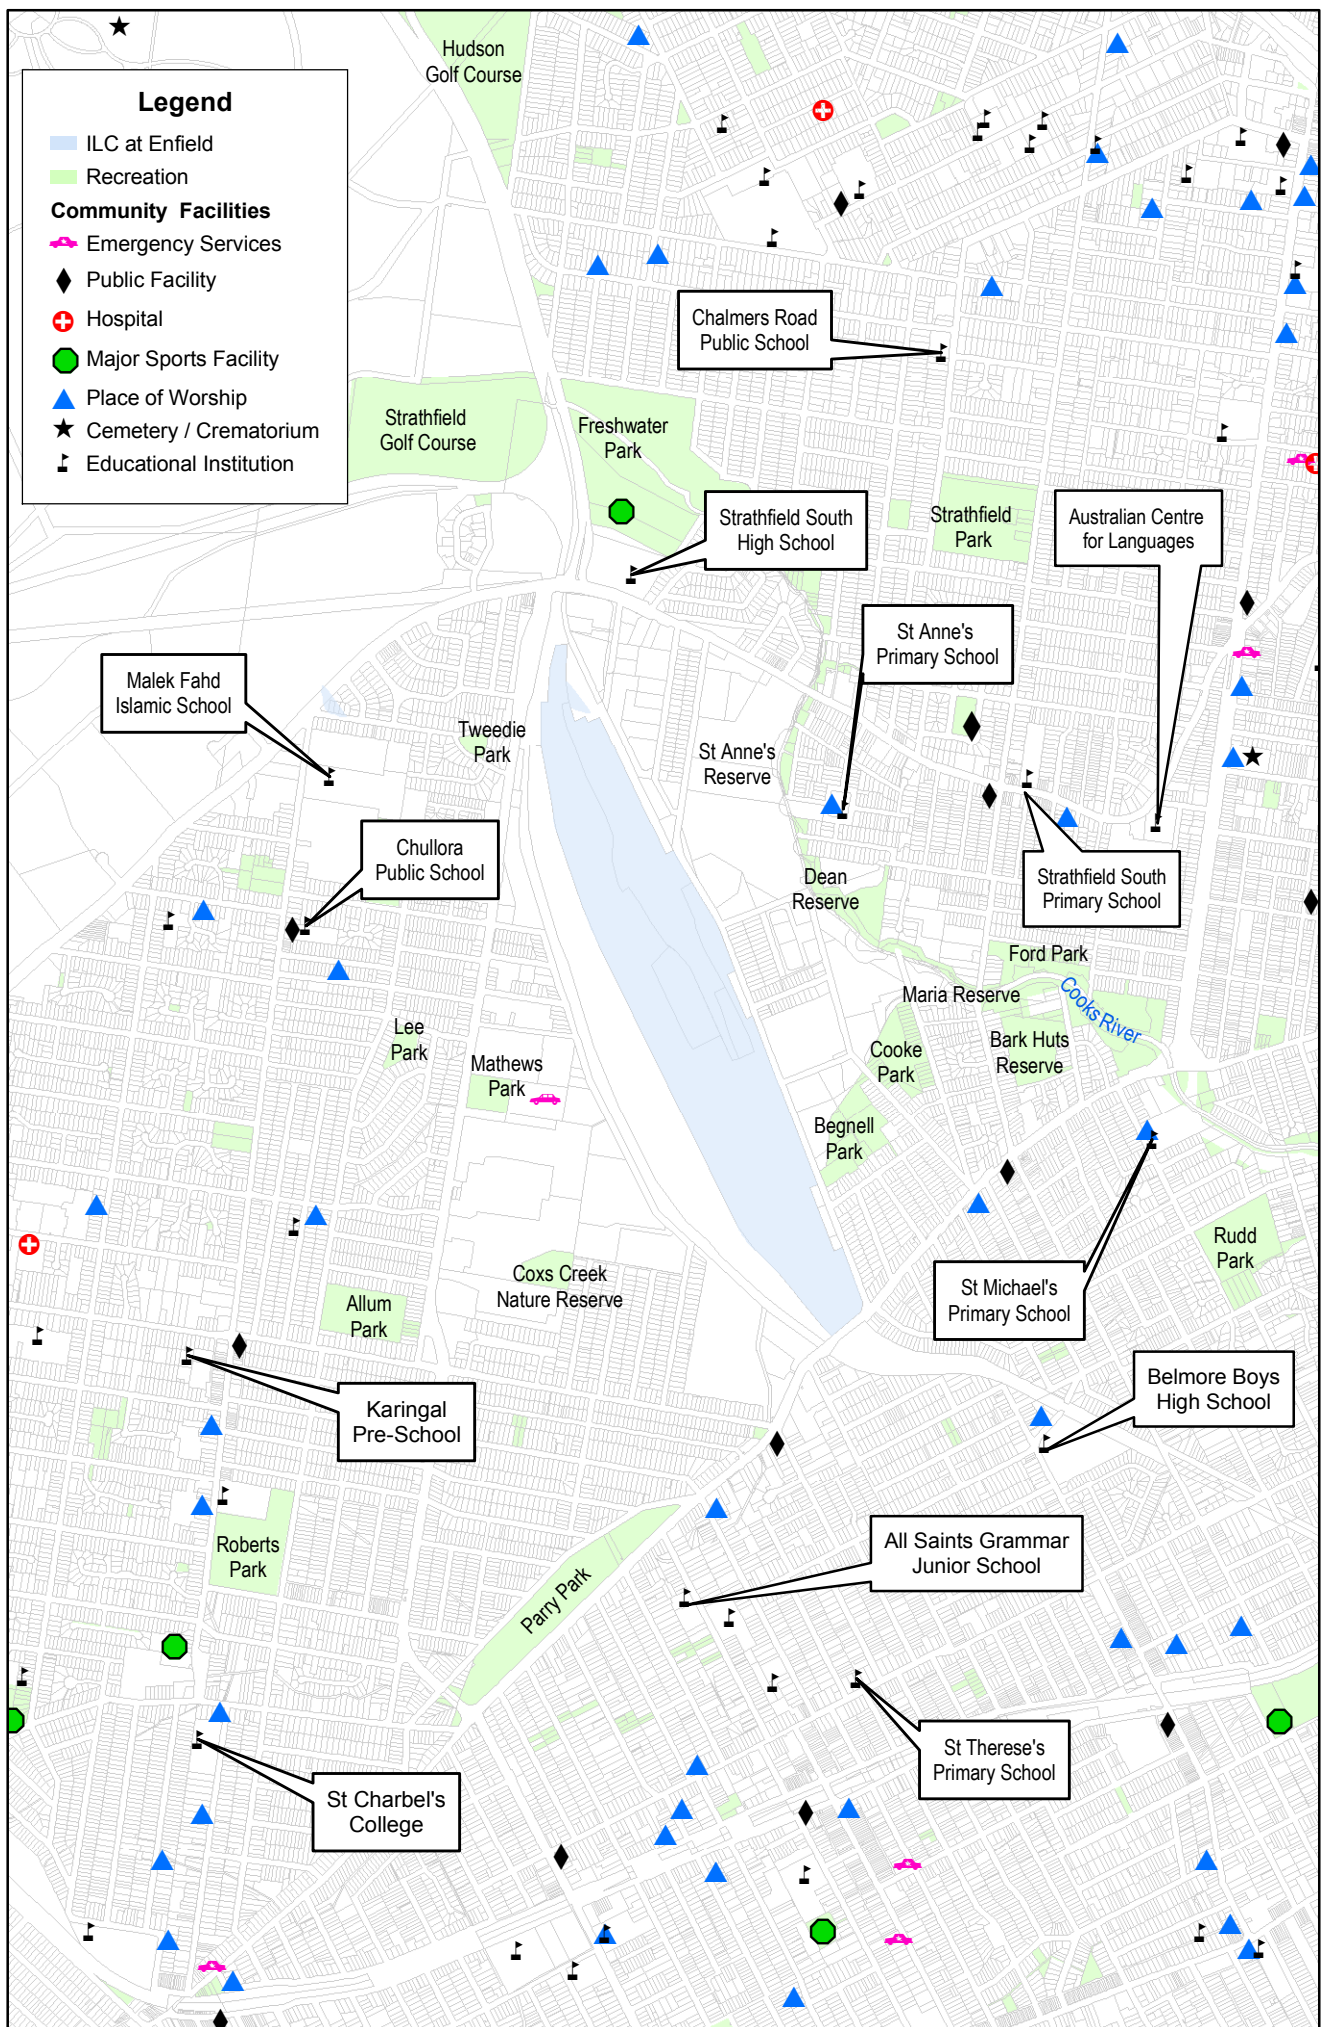 Hudson
Golf Course
Legend
ILC at Enfield
Recreation
Community Facilities
Emergency Services
Public Facility
Hospital
Major Sports Facility
Place of Worship
Cemetery / Crematorium
Educational Institution
Chalmers Road
Public School
Strathfield
Golf Course
Freshwater
Park
Strathfield South
High School
Strathfield
Park
Australian Centre
for Languages
St Anne's
Primary School
Malek Fahd
Islamic School
Tweedie
Park
St Anne's
Reserve
Chullora
Public School
Dean
Reserve
Strathfield South
Primary School
Ford Park
Maria Reserve
Cooks River
Lee
Park
Mathews
Park
Cooke
Park
Bark Huts
Reserve
Begnell
Park
Rudd
Park
Coxs Creek
Nature Reserve
St Michael's
Primary School
Allum
Park
Karingal
Pre-School
Belmore Boys
High School
Roberts
Park
All Saints Grammar
Junior School
Parry Park
St Therese's
Primary School
St Charbel's
College